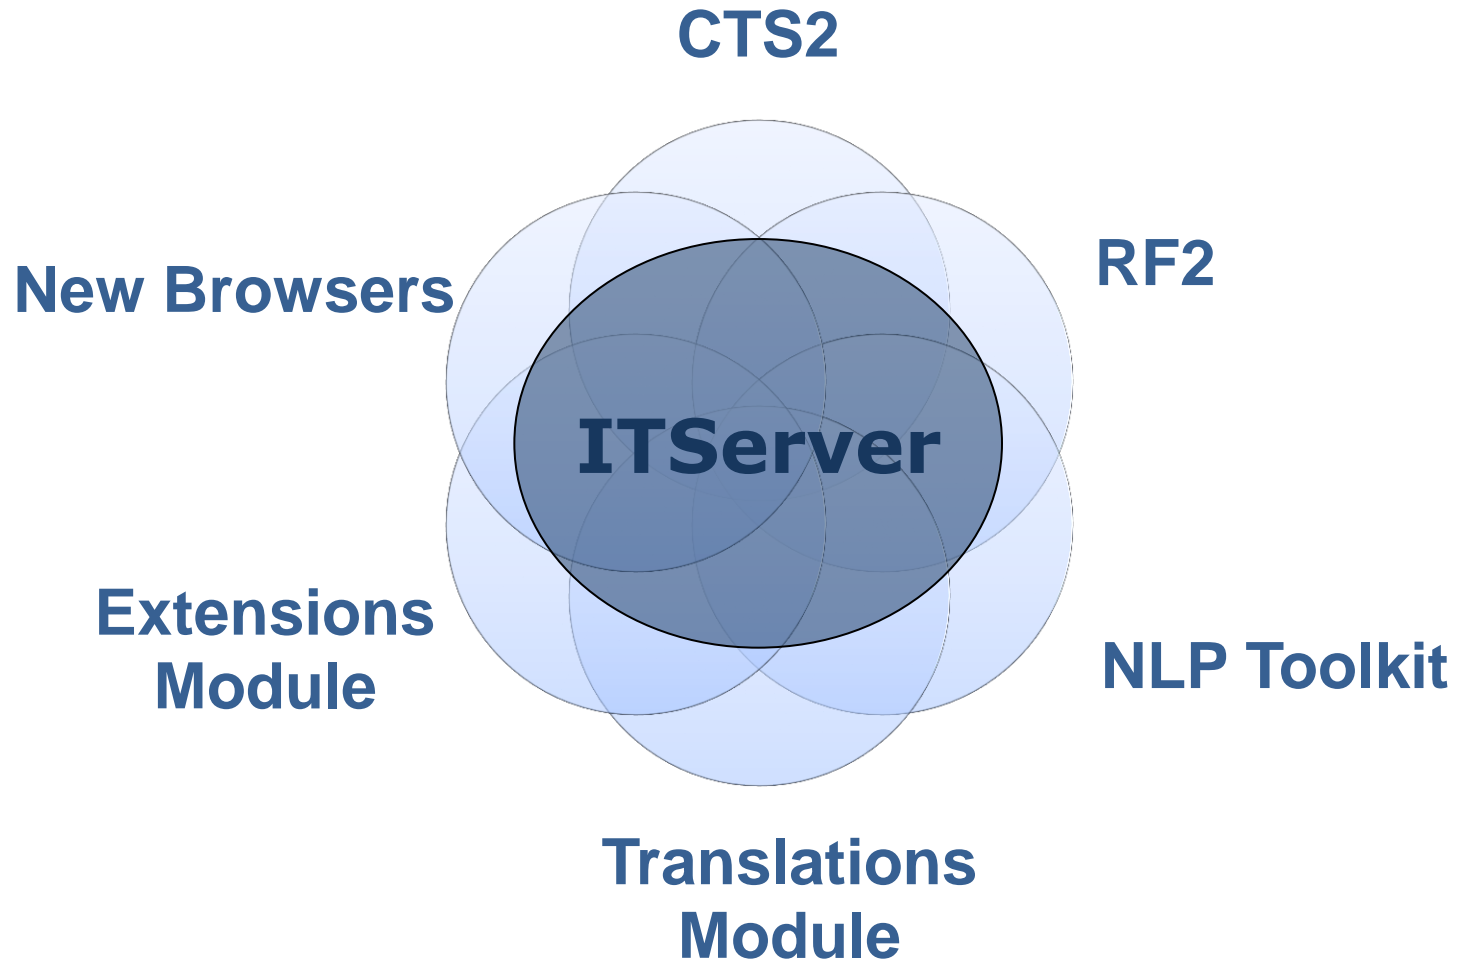 CTS2
RF2
New Browsers
ITServer
Extensions
Module
NLP Toolkit
Translations
Module